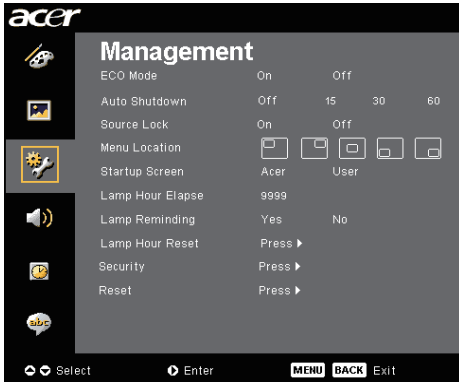 acer
Management
ECO Mode On Off
Auto Shutdown Off 15 30 60
Source Lock On Off
Menu Location
Startup Screen Acer User
Lamp Hour Elapse 9999
Lamp Reminding Yes No
Lamp Hour Reset Press
Security Press
Reset Press
abc
Select Enter MENU BACK Exit